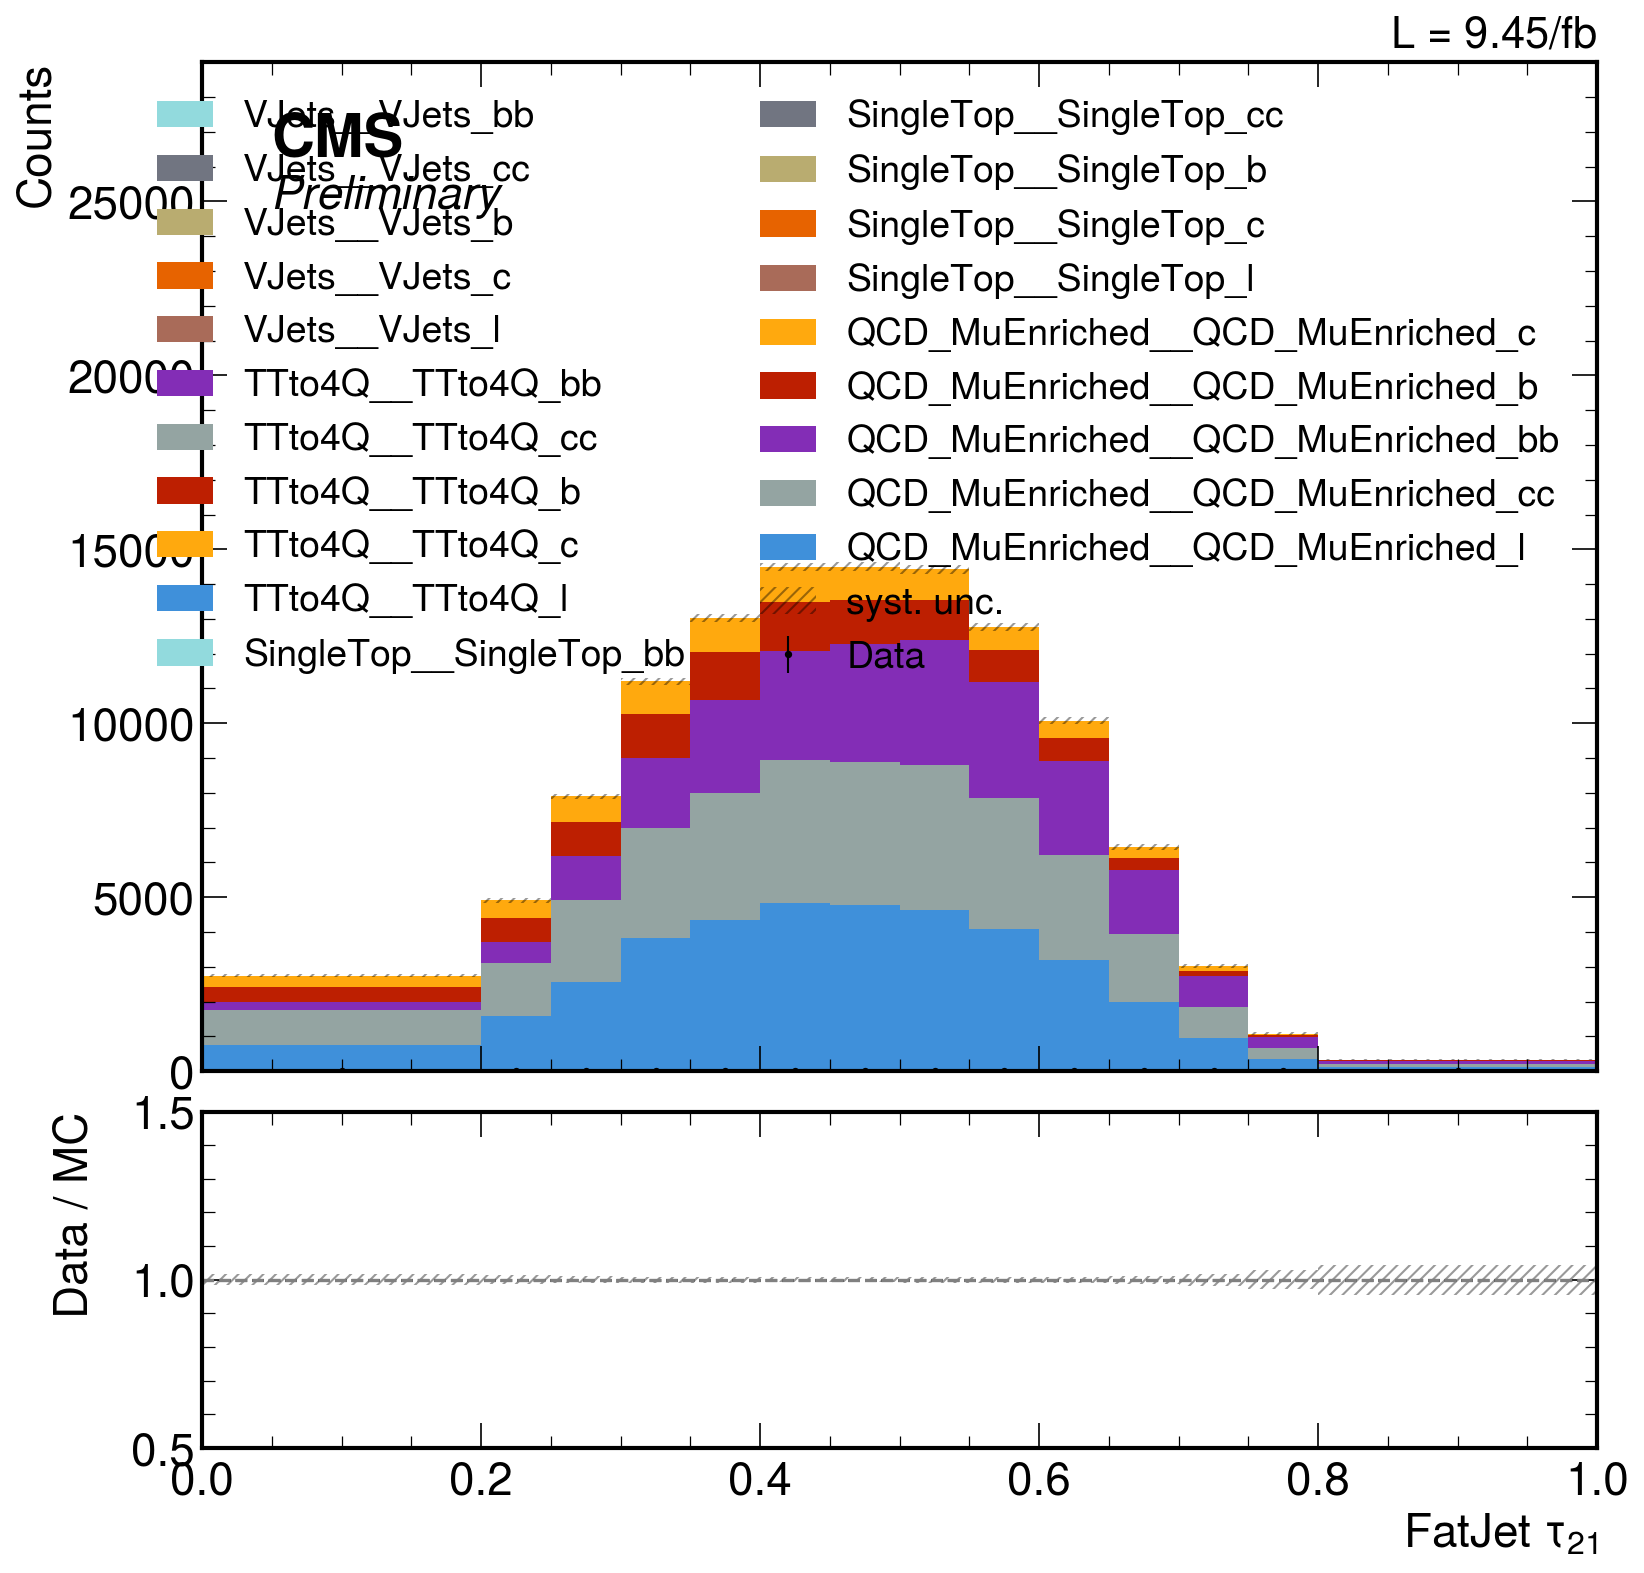 L = 9.45/fb
Counts
CMS
Preliminary
VJets__VJets_bb
VJets__VJets_cc
VJets__VJets_b
VJets__VJets_c
VJets__VJets_l
TTto4Q__TTto4Q_bb
TTto4Q__TTto4Q_cc
TTto4Q__TTto4Q_b
TTto4Q__TTto4Q_c
TTto4Q__TTto4Q_l
SingleTop__SingleTop_bb
SingleTop__SingleTop_cc
SingleTop__SingleTop_b
SingleTop__SingleTop_c
SingleTop__SingleTop_l
QCD_MuEnriched__QCD_MuEnriched_c
QCD_MuEnriched__QCD_MuEnriched_b
QCD_MuEnriched__QCD_MuEnriched_bb
QCD_MuEnriched__QCD_MuEnriched_cc
QCD_MuEnriched__QCD_MuEnriched_l
syst. unc.
Data
25000
20000
15000
10000
5000
0
Data / MC
1.5
1.0
0.5
0.0 0.2 0.4 0.6 0.8 1.0
FatJet τ21